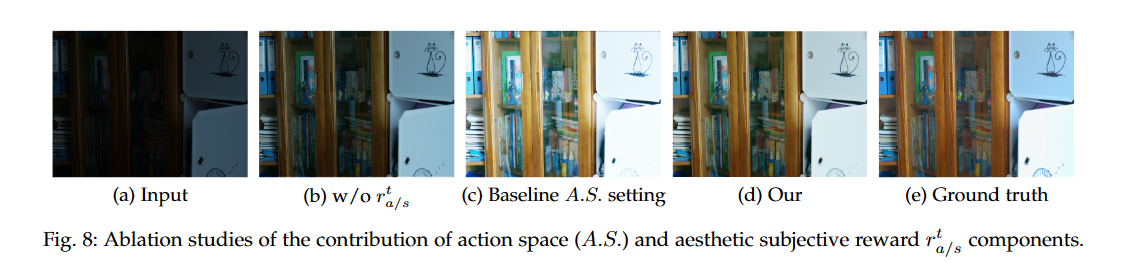 (a) Input
(b) w/o r^t_{a/s}
(c) Baseline A.S. setting
(d) Our
(e) Ground truth
Fig. 8: Ablation studies of the contribution of action space (A.S.) and aesthetic subjective reward r^t_{a/s} components.